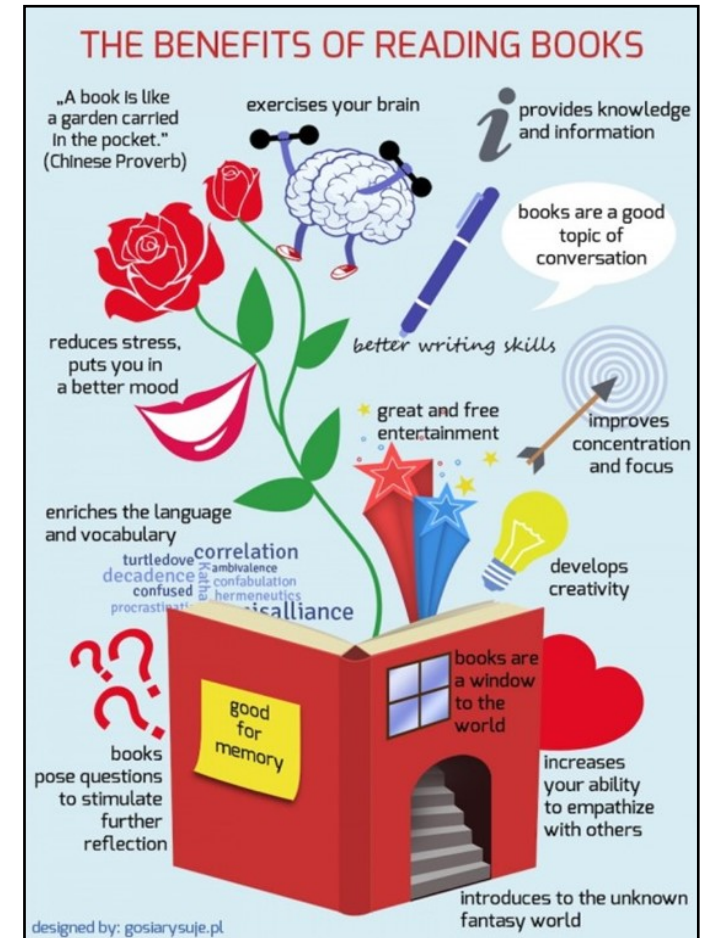 THE BENEFITS OF READING BOOKS
„A book is like
a garden carried
in the pocket."
(Chinese Proverb)
exercises your brain
i
provides knowledge
and information
books are a good
topic of
conversation
better writing skills
reduces stress,
puts you in
a better mood
great and free
entertainment
improves
concentration
and focus
enriches the language
and vocabulary
turtledove
correlation
ambivalence
decadence
confabulation
confused
hermeneutics
develops
creativity
???
good
for
memory
books are
a window
to the
world
books
pose questions
to stimulate
further
reflection
increases
your ability
to empathize
with others
introduces to the unknown
fantasy world
designed by: gosiarysuje.pl